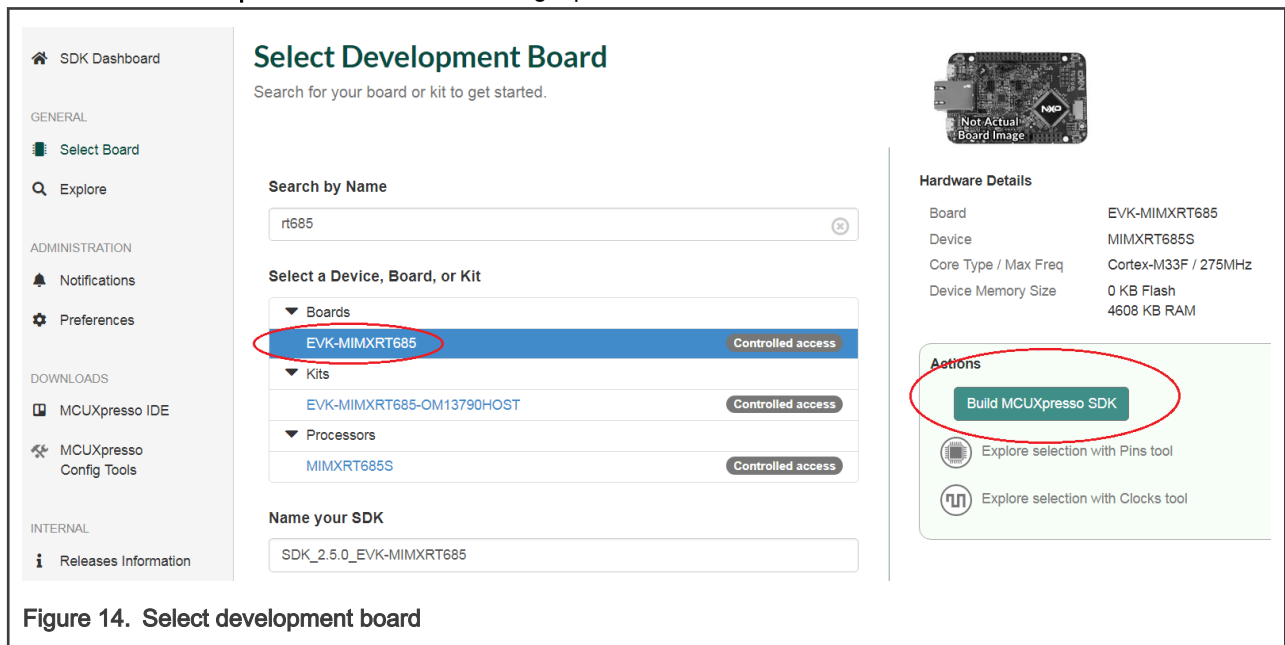 SDK Dashboard
GENERAL
Select Board
Explore
ADMINISTRATION
Notifications
Preferences
DOWNLOADS
MCUXpresso IDE
MCUXpresso
Config Tools
INTERNAL
Releases Information
Select Development Board
Search for your board or kit to get started.
Search by Name
rt685
Select a Device, Board, or Kit
Boards
EVK-MIMXRT685 Controlled access
Kits
EVK-MIMXRT685-OM13790HOST Controlled access
Processors
MIMXRT685S Controlled access
Name your SDK
SDK_2.5.0_EVK-MIMXRT685
NXP
Not Actual
Board Image
Hardware Details
Board EVK-MIMXRT685
Device MIMXRT685S
Core Type / Max Freq Cortex-M33F / 275MHz
Device Memory Size 0 KB Flash
4608 KB RAM
Actions
Build MCUXpresso SDK
Explore selection with Pins tool
Explore selection with Clocks tool
Figure 14. Select development board